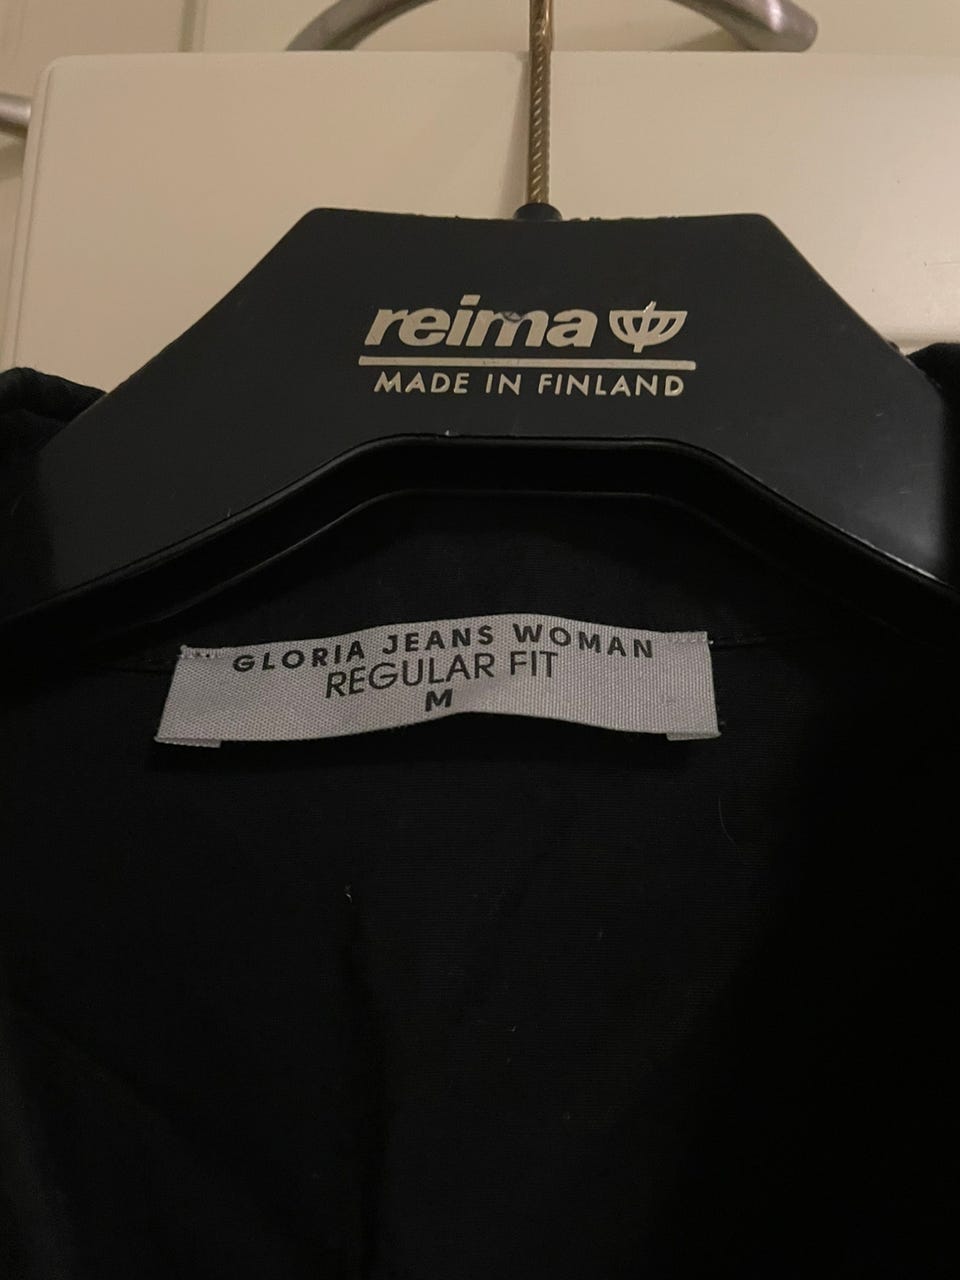 reima
MADE IN FINLAND
GLORIA JEANS WOMAN
REGULAR FIT
M